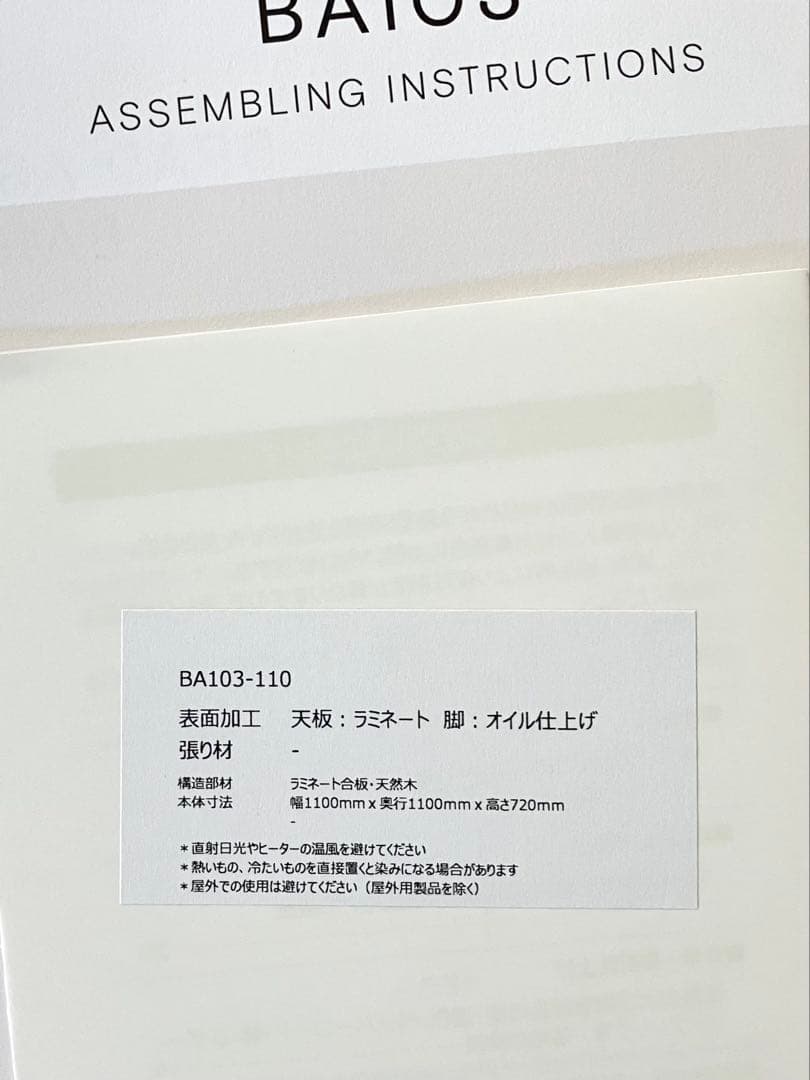 BA103
ASSEMBLING INSTRUCTIONS
BA103-110
表面加工 天板：ラミネート 脚：オイル仕上げ
張り材 -
構造部材 ラミネート合板・天然木
本体寸法 幅1100mm x 奥行1100mm x 高さ720mm
-
＊直射日光やヒーターの温風を避けてください
＊熱いもの、冷たいものを直接置くと染みになる場合があります
＊屋外での使用は避けてください（屋外用製品を除く）